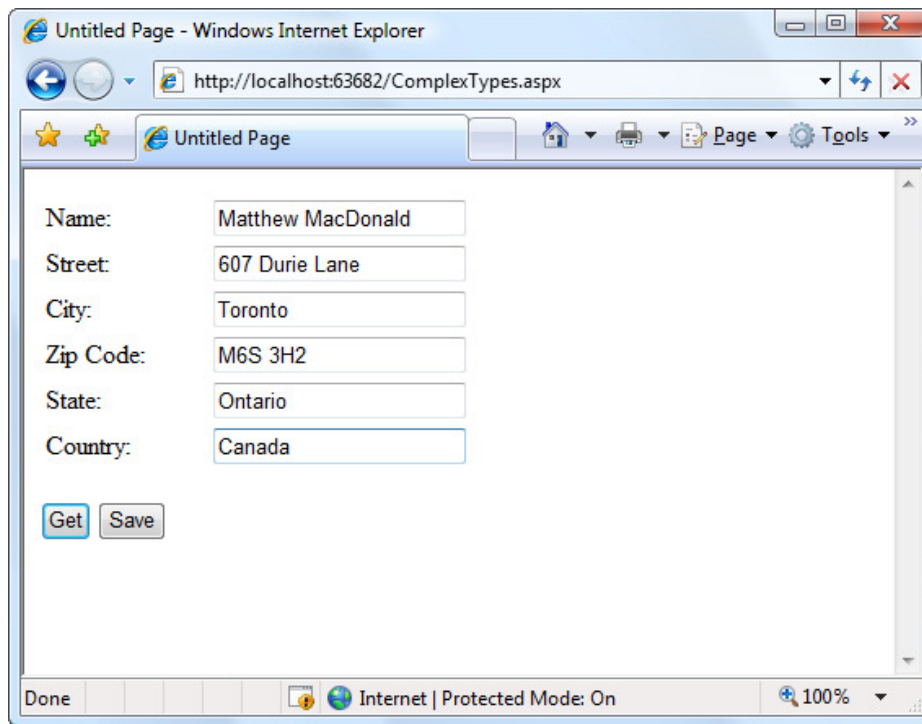 Untitled Page - Windows Internet Explorer
http://localhost:63682/ComplexTypes.aspx
Untitled Page
Page
Tools
Name: Matthew MacDonald
Street: 607 Durie Lane
City: Toronto
Zip Code: M6S 3H2
State: Ontario
Country: Canada
Get Save
Done Internet | Protected Mode: On 100%